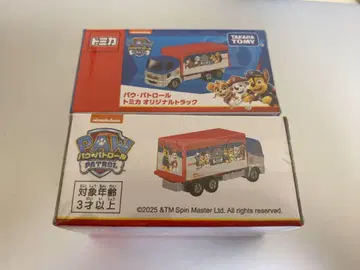 トミカ
nickelodeon
TAKARA TOMY
パウ・パトロール
トミカ オリジナルトラック
nickelodeon
パウ・パトロール
PATROL
対象年齢
3才以上
©2025 &TM Spin Master Ltd. All rights reserved.